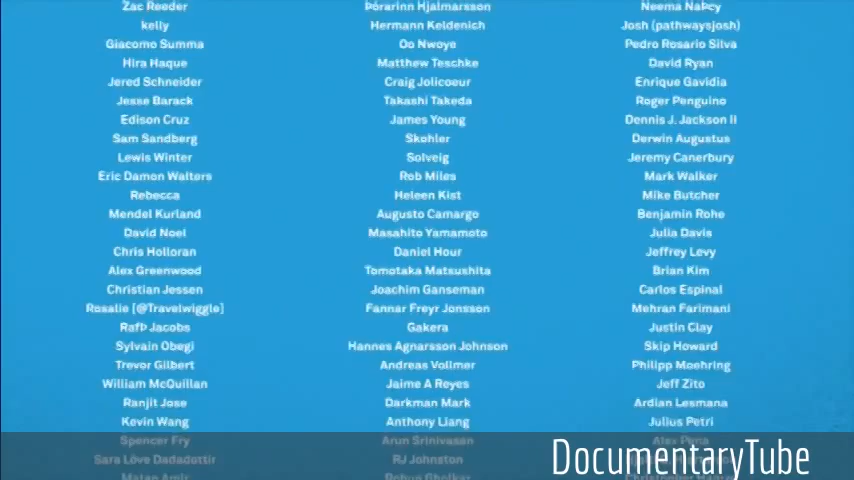 Zac Reeder Þórarinn Hjalmarsson Neema NaÞcy
kelly Hermann Keldenich Josh (pathwaysjosh)
Giacomo Summa Oo Nwoye Pedro Rosario Silva
Hira Haque Matthew Teschke David Ryan
Jered Schneider Craig Jolicoeur Enrique Gavidia
Jesse Barack Takashi Takeda Roger Penguino
Edison Cruz James Young Dennis J. Jackson II
Sam Sandberg Skohler Derwin Augustus
Lewis Winter Solveig Jeremy Canerbury
Eric Damon Walters Rob Miles Mark Walker
Rebecca Heleen Kist Mike Butcher
Mendel Kurland Augusto Camargo Benjamin Rohe
David Noel Masahito Yamamoto Julia Davis
Chris Holloran Daniel Hour Jeffrey Levy
Alex Greenwood Tomotaka Matsushita Brian Kim
Christian Jessen Joachim Ganseman Carlos Espinal
Rosalie [@Travelwiggle] Fannar Freyr Jonsson Mehran Farimani
RafÞ Jacobs Gakera Justin Clay
Sylvain Obegi Hannes Agnarsson Johnson Skip Howard
Trevor Gilbert Andreas Vollmer Philipp Moehring
William McQuillan Jaime A Reyes Jeff Zito
Ranjit Jose Darkman Mark Ardian Lesmana
Kevin Wang Anthony Liang Julius Petri
Spencer Fry Arun Srinivasan Alex
Sara Löve Dadadottir RJ Johnston
DocumentaryTube